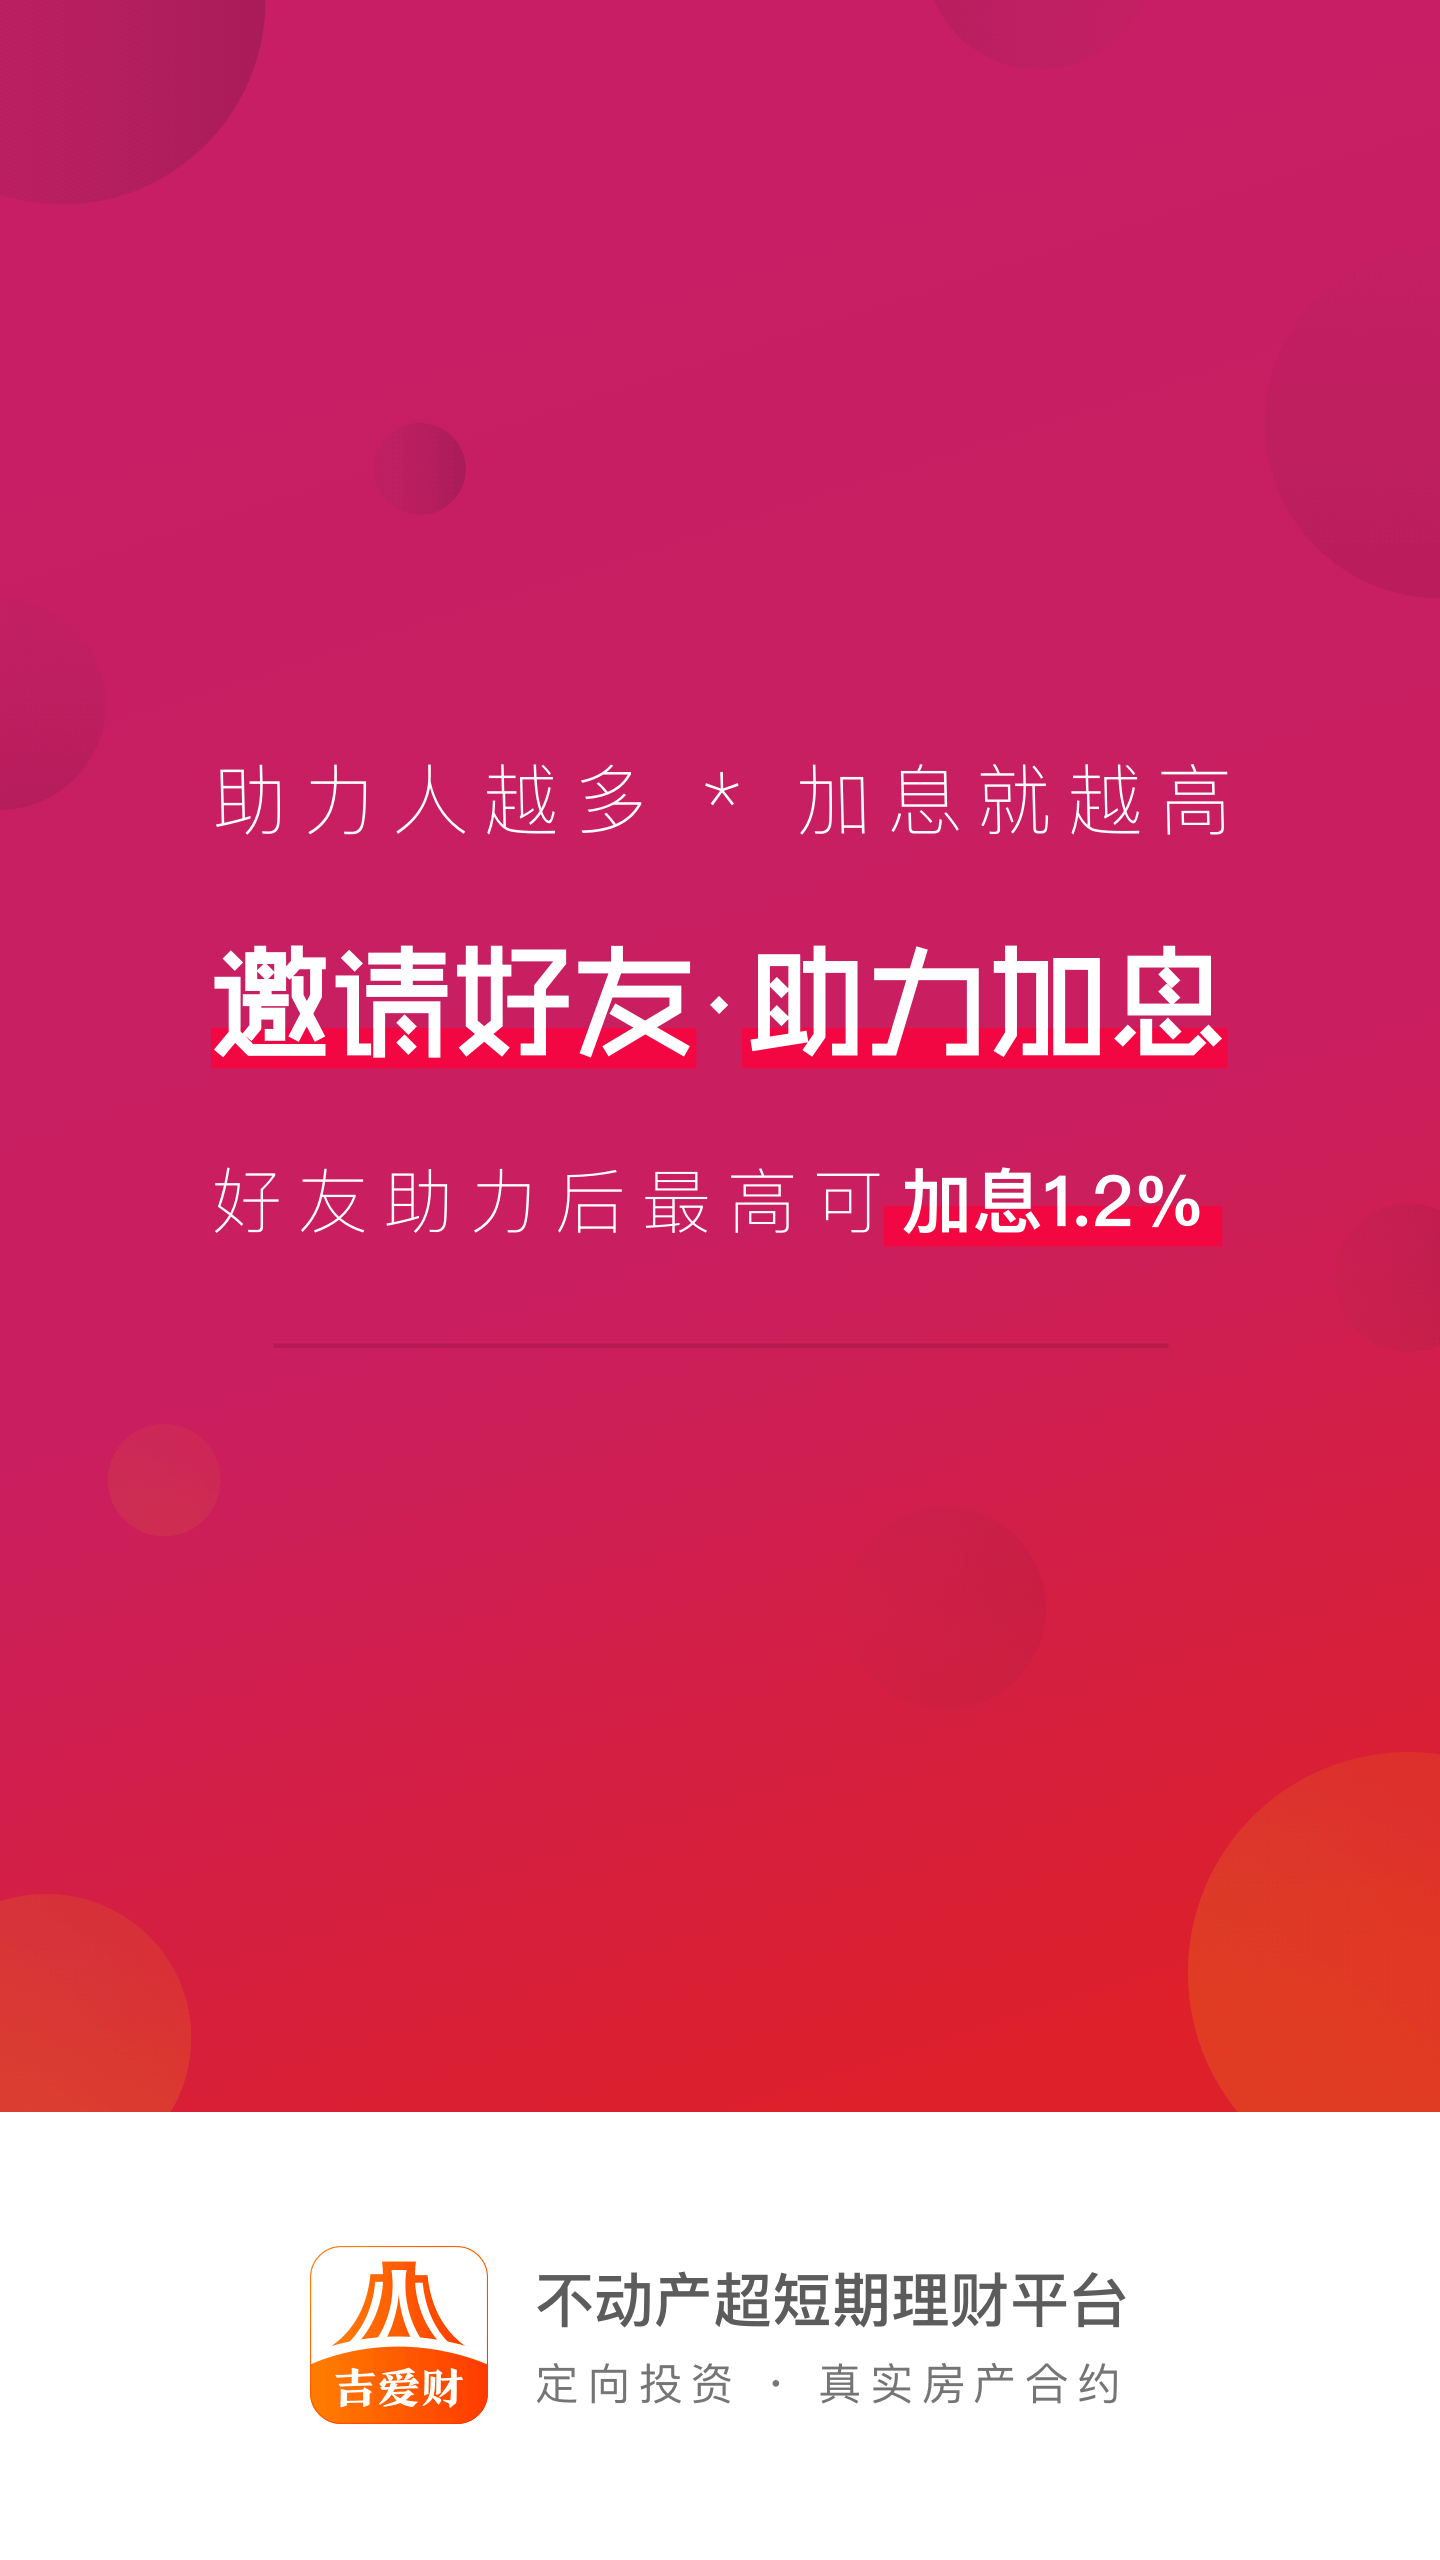 助力人越多 * 加息就越高
邀请好友·助力加息
好友助力后最高可加息1.2%
吉爱财
不动产超短期理财平台
定向投资 · 真实房产合约